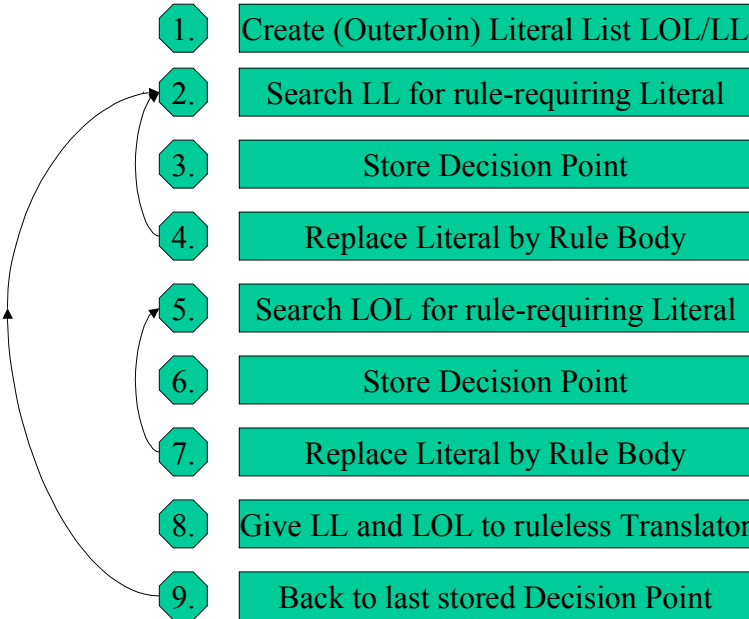 1. Create (OuterJoin) Literal List LOL/LL
2. Search LL for rule-requiring Literal
3. Store Decision Point
4. Replace Literal by Rule Body
5. Search LOL for rule-requiring Literal
6. Store Decision Point
7. Replace Literal by Rule Body
8. Give LL and LOL to ruleless Translator
9. Back to last stored Decision Point